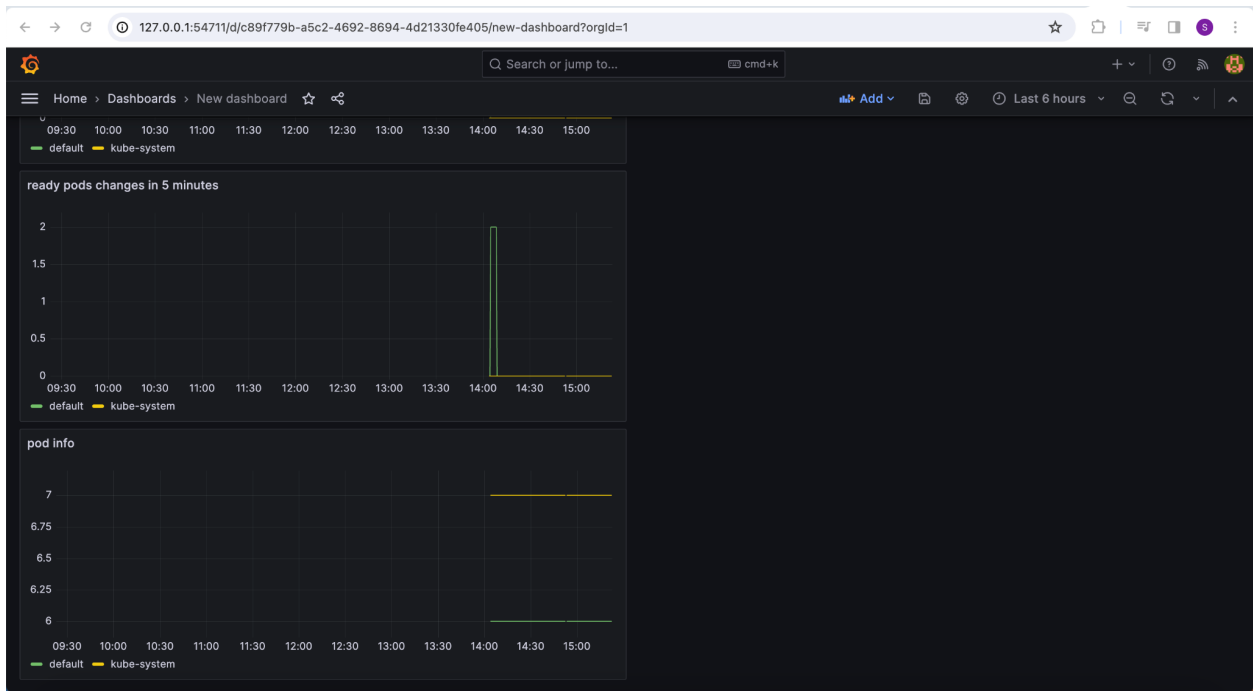 127.0.0.1:54711/d/c89f779b-a5c2-4692-8694-4d21330fe405/new-dashboard?orgId=1
S
Search or jump to... cmd+k
Home › Dashboards › New dashboard
Add
Last 6 hours
0
09:30 10:00 10:30 11:00 11:30 12:00 12:30 13:00 13:30 14:00 14:30 15:00
default kube-system
ready pods changes in 5 minutes
2
1.5
1
0.5
0
09:30 10:00 10:30 11:00 11:30 12:00 12:30 13:00 13:30 14:00 14:30 15:00
default kube-system
pod info
7
6.75
6.5
6.25
6
09:30 10:00 10:30 11:00 11:30 12:00 12:30 13:00 13:30 14:00 14:30 15:00
default kube-system